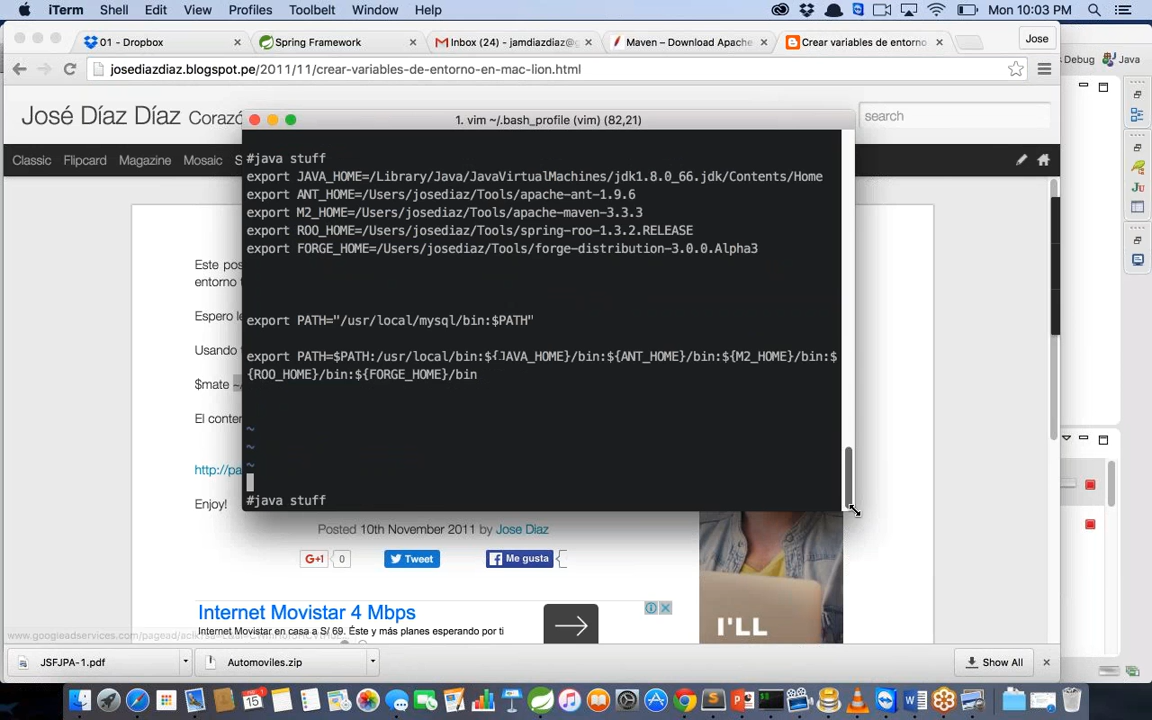 iTerm Shell Edit View Profiles Toolbelt Window Help Mon 10:03 PM
01 - Dropbox × Spring Framework × Inbox (24) - jamdiazdiaz@ × Maven – Download Apache × Crear variables de entorno × Jose
josediazdiaz.blogspot.pe/2011/11/crear-variables-de-entorno-en-mac-lion.html
Debug Java
José Díaz Díaz Corazó
search
Classic Flipcard Magazine Mosaic S
1. vim ~/.bash_profile (vim) (82,21)
#java stuff
export JAVA_HOME=/Library/Java/JavaVirtualMachines/jdk1.8.0_66.jdk/Contents/Home
export ANT_HOME=/Users/josediaz/Tools/apache-ant-1.9.6
export M2_HOME=/Users/josediaz/Tools/apache-maven-3.3.3
export ROO_HOME=/Users/josediaz/Tools/spring-roo-1.3.2.RELEASE
export FORGE_HOME=/Users/josediaz/Tools/forge-distribution-3.0.0.Alpha3
export PATH="/usr/local/mysql/bin:$PATH"
export PATH=$PATH:/usr/local/bin:${JAVA_HOME}/bin:${ANT_HOME}/bin:${M2_HOME}/bin:$
{ROO_HOME}/bin:${FORGE_HOME}/bin
~
~
~
#java stuff
Este pos
entorno t
Espero le
Usando
$mate ~/
El conten
http://pa
Enjoy!
Posted 10th November 2011 by Jose Diaz
G+1 0 Tweet Me gusta
Internet Movistar 4 Mbps
Internet Movistar en casa a S/ 69. Éste y más planes esperando por ti
I'LL
JSFJPA-1.pdf Automoviles.zip Show All
15